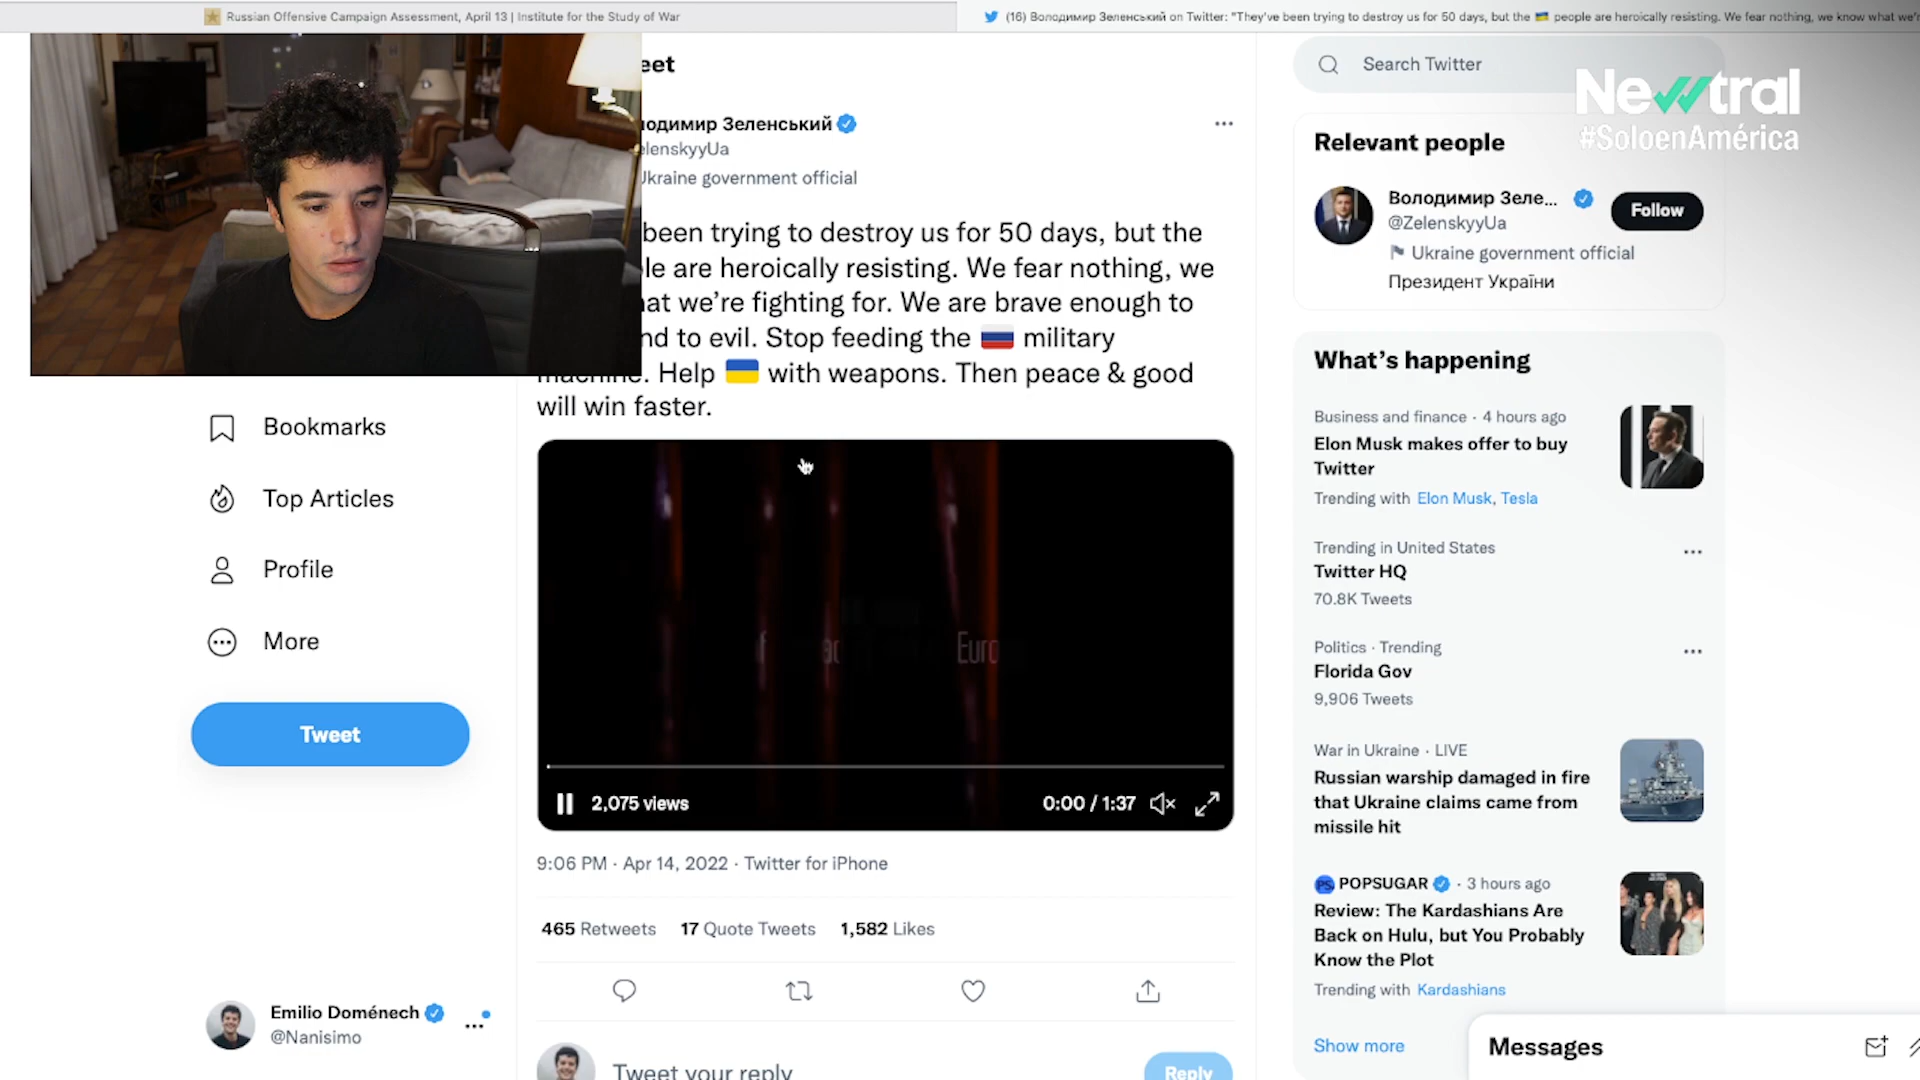 Russian Offensive Campaign Assessment, April 13 | Institute for the Study of War
(16) Володимир Зеленський on Twitter: "They've been trying to destroy us for 50 days, but the 🇺🇦 people are heroically resisting. We fear nothing, we know what we'r
eet
Search Twitter
Newtral
#SoloenAmérica
одимир Зеленський
elenskyyUa
Ukraine government official
been trying to destroy us for 50 days, but the
le are heroically resisting. We fear nothing, we
at we're fighting for. We are brave enough to
nd to evil. Stop feeding the 🇷🇺 military
machine. Help 🇺🇦 with weapons. Then peace & good
will win faster.
Bookmarks
Top Articles
Profile
More
Tweet
Emilio Doménech
@Nanisimo
Euro
2,075 views
0:00 / 1:37
9:06 PM · Apr 14, 2022 · Twitter for iPhone
465 Retweets 17 Quote Tweets 1,582 Likes
Tweet your reply
Reply
Relevant people
Володимир Зеле...
@ZelenskyyUa
Follow
Ukraine government official
Президент України
What's happening
Business and finance · 4 hours ago
Elon Musk makes offer to buy
Twitter
Trending with Elon Musk, Tesla
Trending in United States
Twitter HQ
70.8K Tweets
Politics · Trending
Florida Gov
9,906 Tweets
War in Ukraine · LIVE
Russian warship damaged in fire
that Ukraine claims came from
missile hit
PS POPSUGAR · 3 hours ago
Review: The Kardashians Are
Back on Hulu, but You Probably
Know the Plot
Trending with Kardashians
Show more
Messages